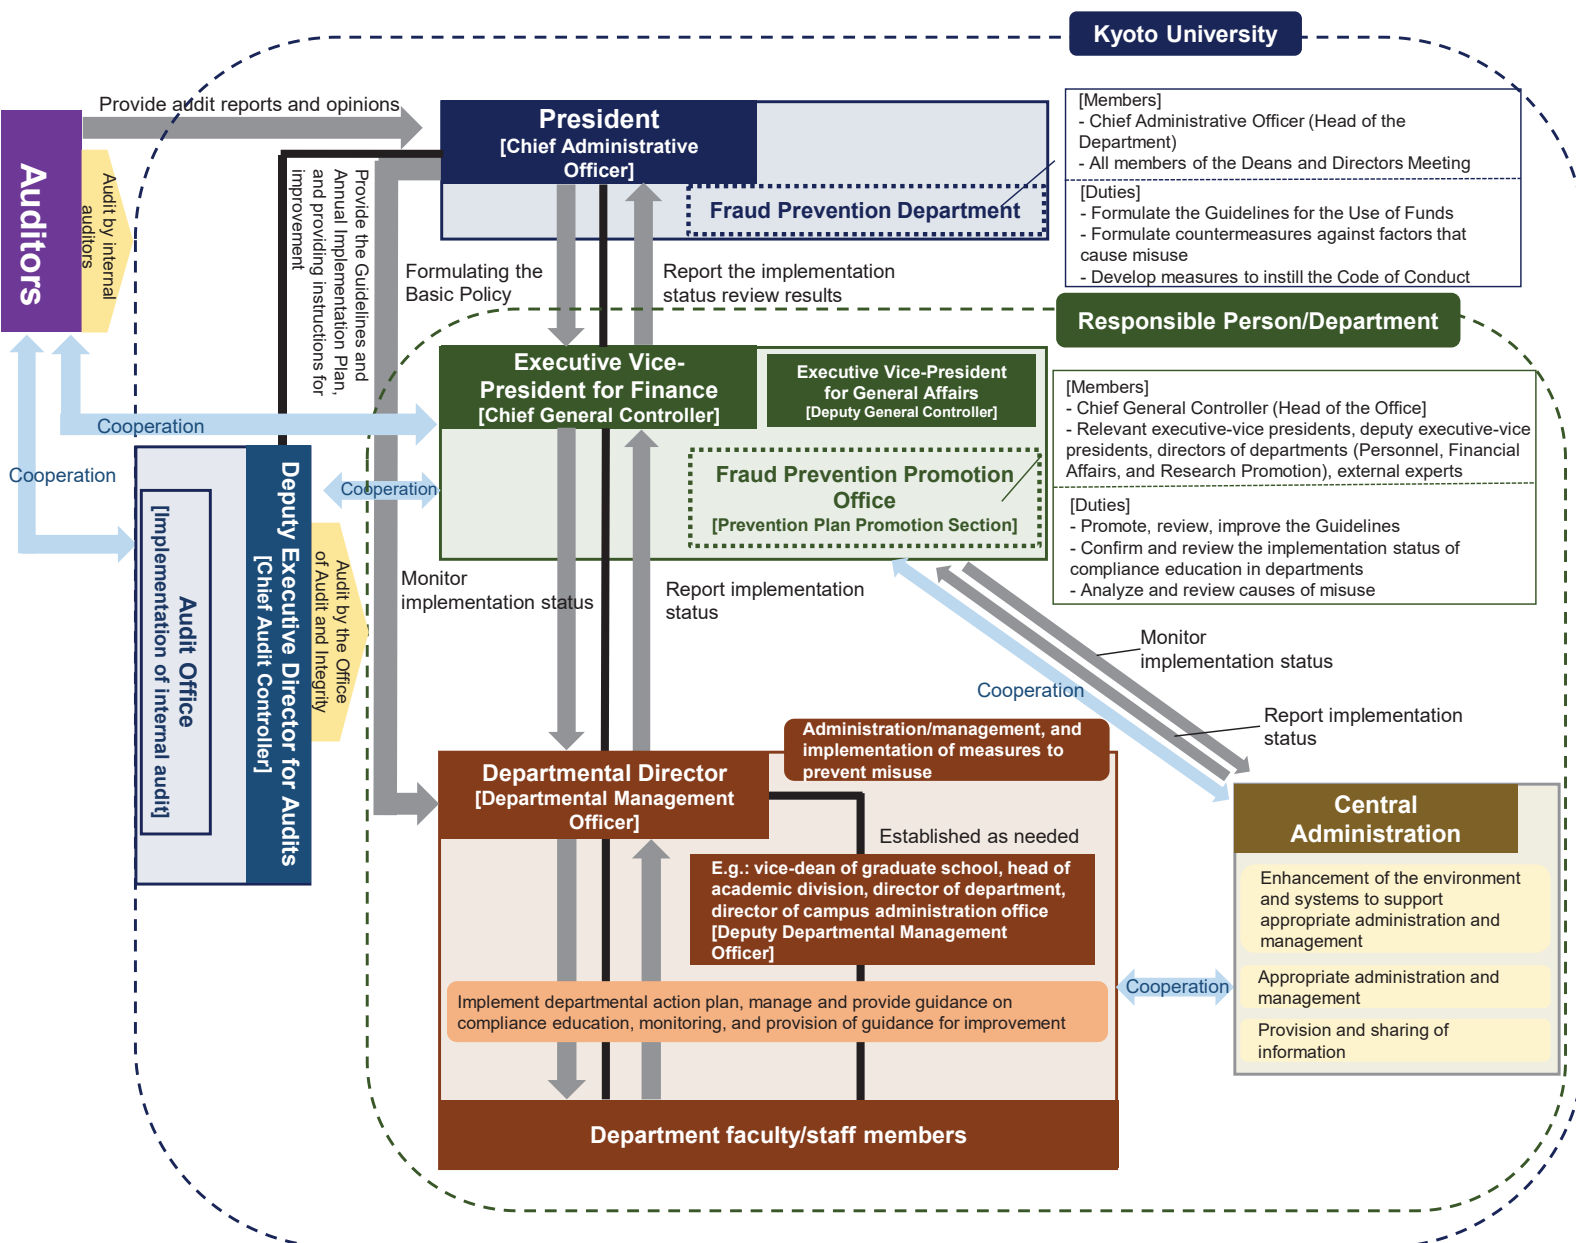 Kyoto University
Provide audit reports and opinions
Auditors
Audit by internal
auditors
President
[Chief Administrative
Officer]
Fraud Prevention Department
[Members]
- Chief Administrative Officer (Head of the
Department)
- All members of the Deans and Directors Meeting
[Duties]
- Formulate the Guidelines for the Use of Funds
- Formulate countermeasures against factors that
cause misuse
- Develop measures to instill the Code of Conduct
Provide the Guidelines and
Annual Implementation Plan,
and providing instructions for
improvement
Formulating the
Basic Policy
Report the implementation
status review results
Responsible Person/Department
Executive Vice-
President for Finance
[Chief General Controller]
Executive Vice-President
for General Affairs
[Deputy General Controller]
Fraud Prevention Promotion
Office
[Prevention Plan Promotion Section]
[Members]
- Chief General Controller (Head of the Office]
- Relevant executive-vice presidents, deputy executive-vice
presidents, directors of departments (Personnel, Financial
Affairs, and Research Promotion), external experts
[Duties]
- Promote, review, improve the Guidelines
- Confirm and review the implementation status of
compliance education in departments
- Analyze and review causes of misuse
Cooperation
Cooperation
Cooperation
Deputy Executive Director for Audits
[Chief Audit Controller]
Audit Office
[Implementation of internal audit]
Audit by the Office
of Audit and Integrity
Monitor
implementation status
Report implementation
status
Monitor
implementation status
Cooperation
Report implementation
status
Administration/management, and
implementation of measures to
prevent misuse
Departmental Director
[Departmental Management
Officer]
Established as needed
E.g.: vice-dean of graduate school, head of
academic division, director of department,
director of campus administration office
[Deputy Departmental Management
Officer]
Implement departmental action plan, manage and provide guidance on
compliance education, monitoring, and provision of guidance for improvement
Department faculty/staff members
Cooperation
Central
Administration
Enhancement of the environment
and systems to support
appropriate administration and
management
Appropriate administration and
management
Provision and sharing of
information